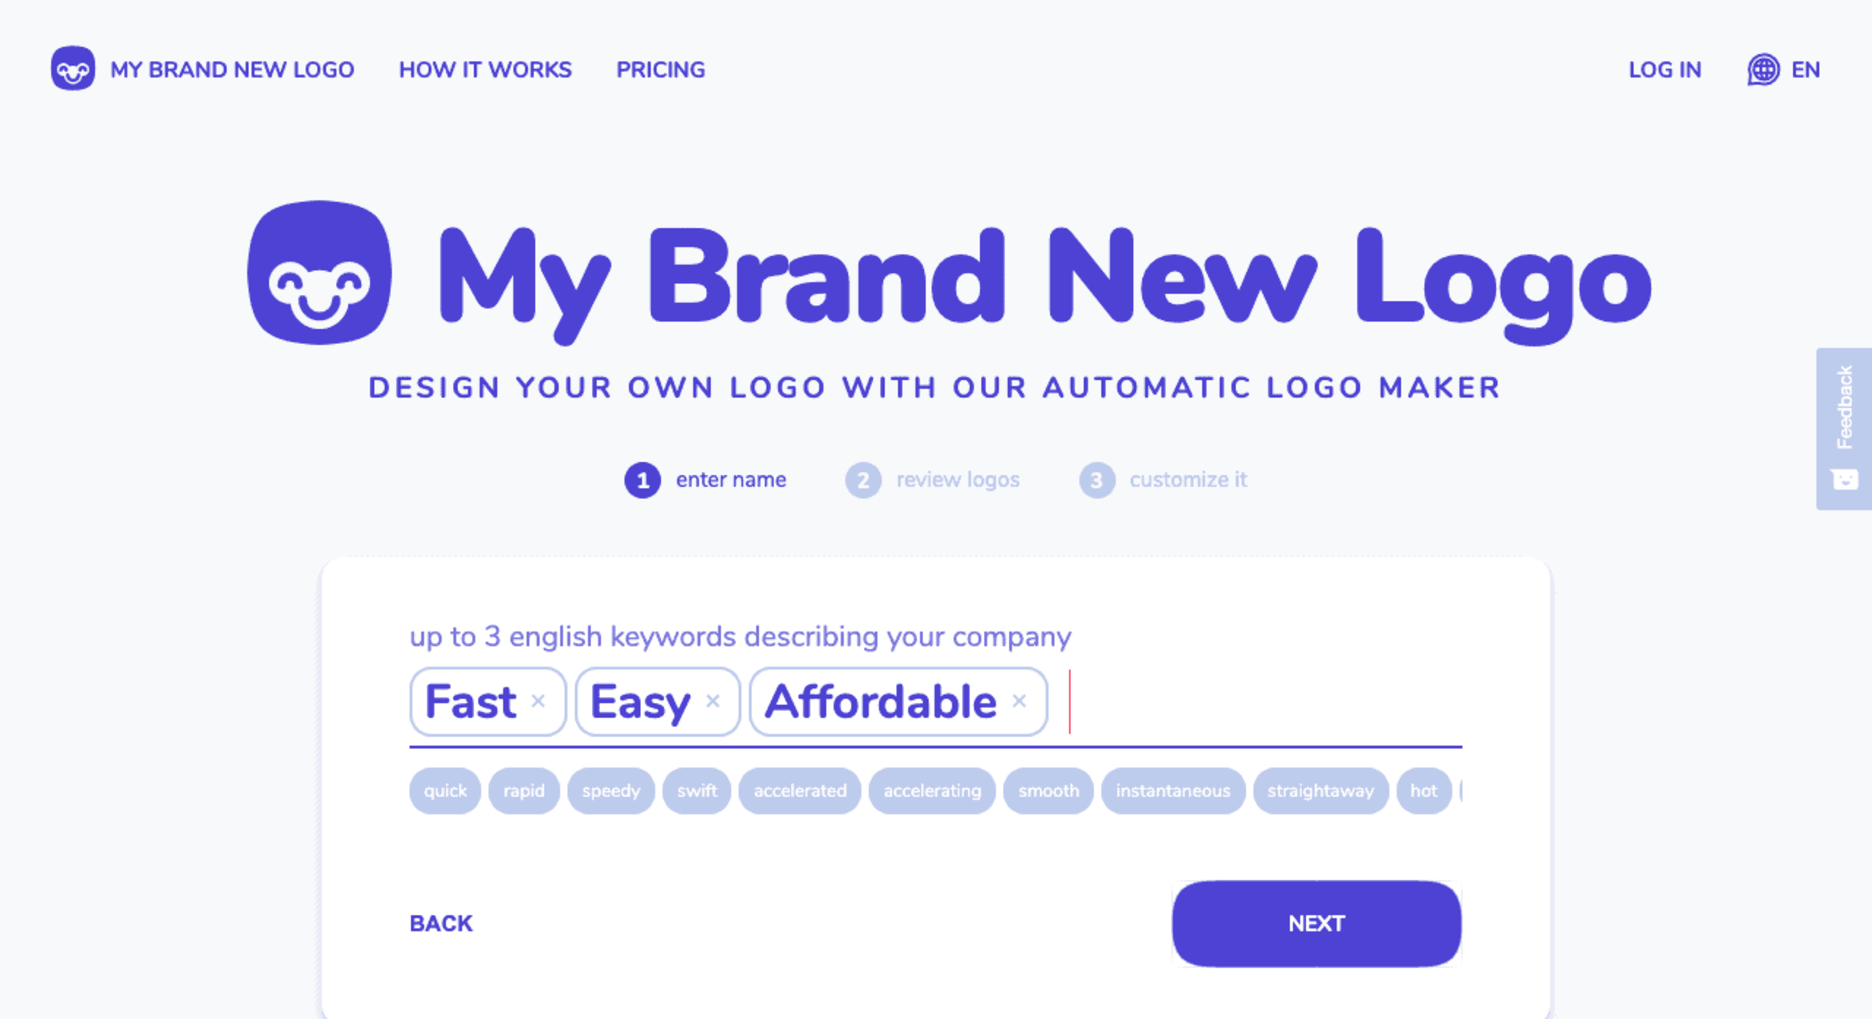 MY BRAND NEW LOGO HOW IT WORKS PRICING LOG IN EN
My Brand New Logo
DESIGN YOUR OWN LOGO WITH OUR AUTOMATIC LOGO MAKER
Feedback
1 enter name 2 review logos 3 customize it
up to 3 english keywords describing your company
Fast × Easy × Affordable ×
quick rapid speedy swift accelerated accelerating smooth instantaneous straightaway hot
BACK NEXT